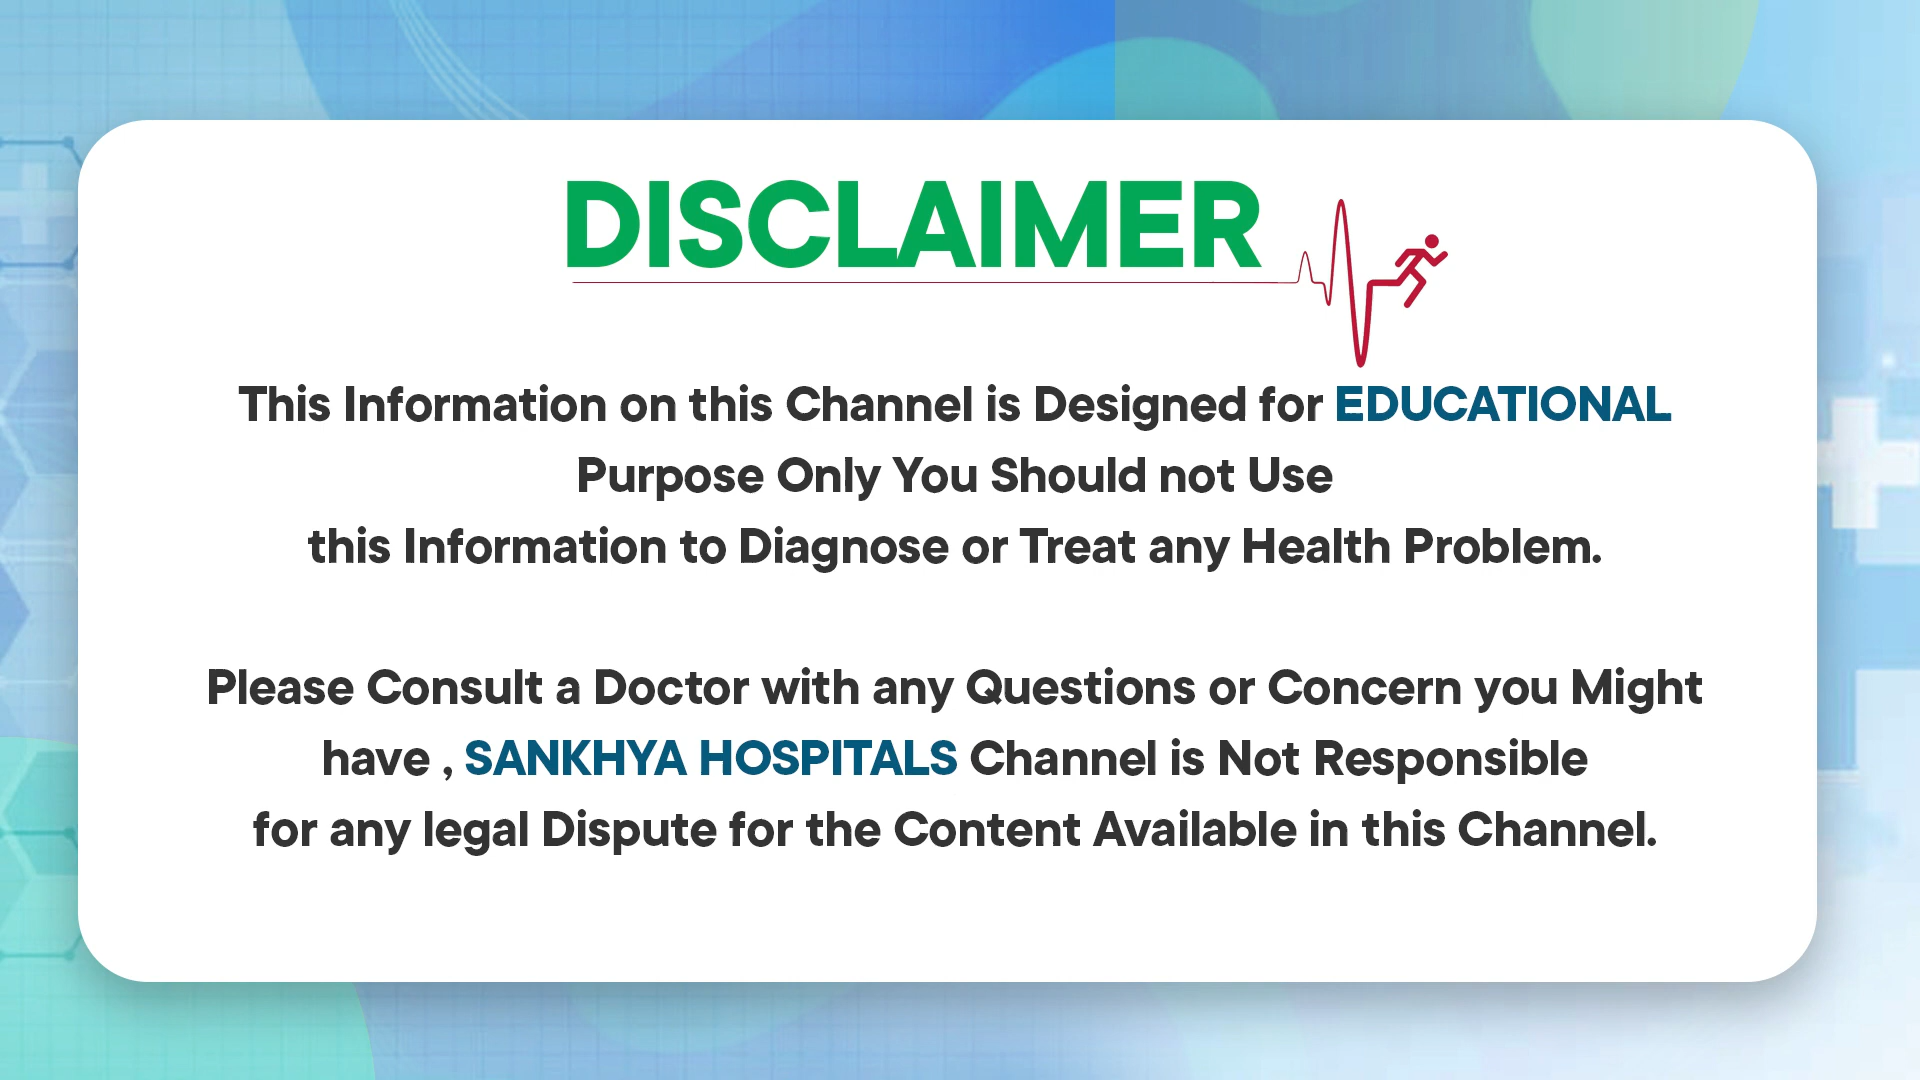 DISCLAIMER
This Information on this Channel is Designed for EDUCATIONAL
Purpose Only You Should not Use
this Information to Diagnose or Treat any Health Problem.
Please Consult a Doctor with any Questions or Concern you Might
have , SANKHYA HOSPITALS Channel is Not Responsible
for any legal Dispute for the Content Available in this Channel.